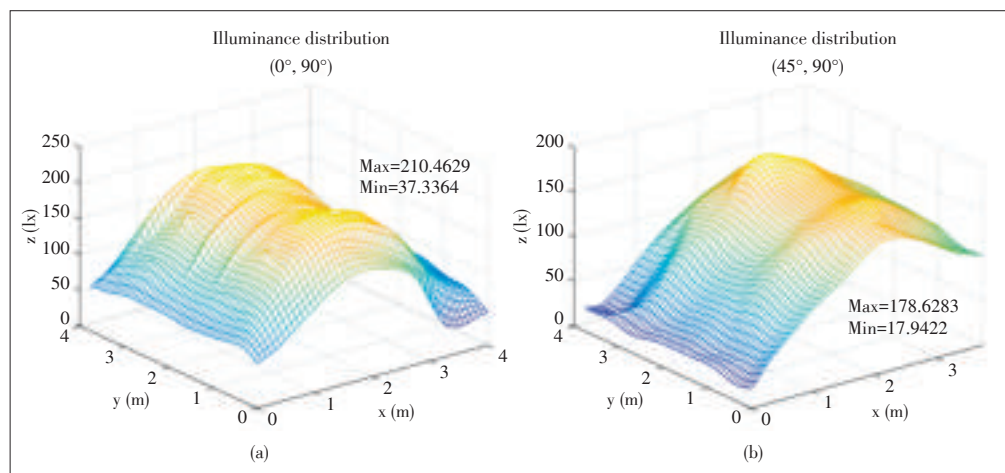 Illuminance distribution
(0°, 90°)
250
200
150
100
50
0
z (lx)
Max=210.4629
Min=37.3364
4
3
2
1
0
y (m)
0
1
2
3
4
x (m)
(a)
Illuminance distribution
(45°, 90°)
200
150
100
50
0
z (lx)
Max=178.6283
Min=17.9422
4
3
2
1
0
y (m)
0
1
2
3
x (m)
(b)